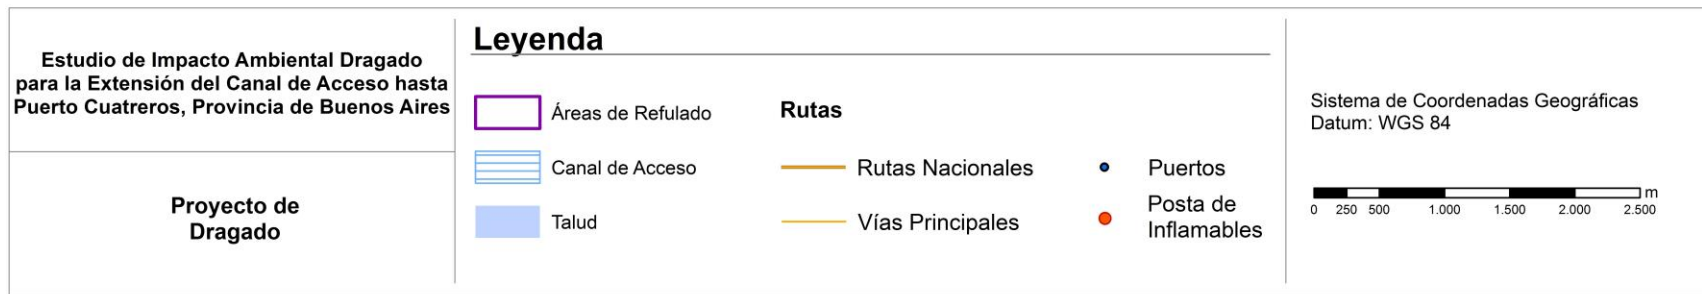 Estudio de Impacto Ambiental Dragado
para la Extensión del Canal de Acceso hasta
Puerto Cuatreros, Provincia de Buenos Aires
Proyecto de
Dragado
Leyenda
Áreas de Refulado
Canal de Acceso
Talud
Rutas
Rutas Nacionales
Vías Principales
Puertos
Posta de
Inflamables
Sistema de Coordenadas Geográficas
Datum: WGS 84
m
0 250 500 1.000 1.500 2.000 2.500